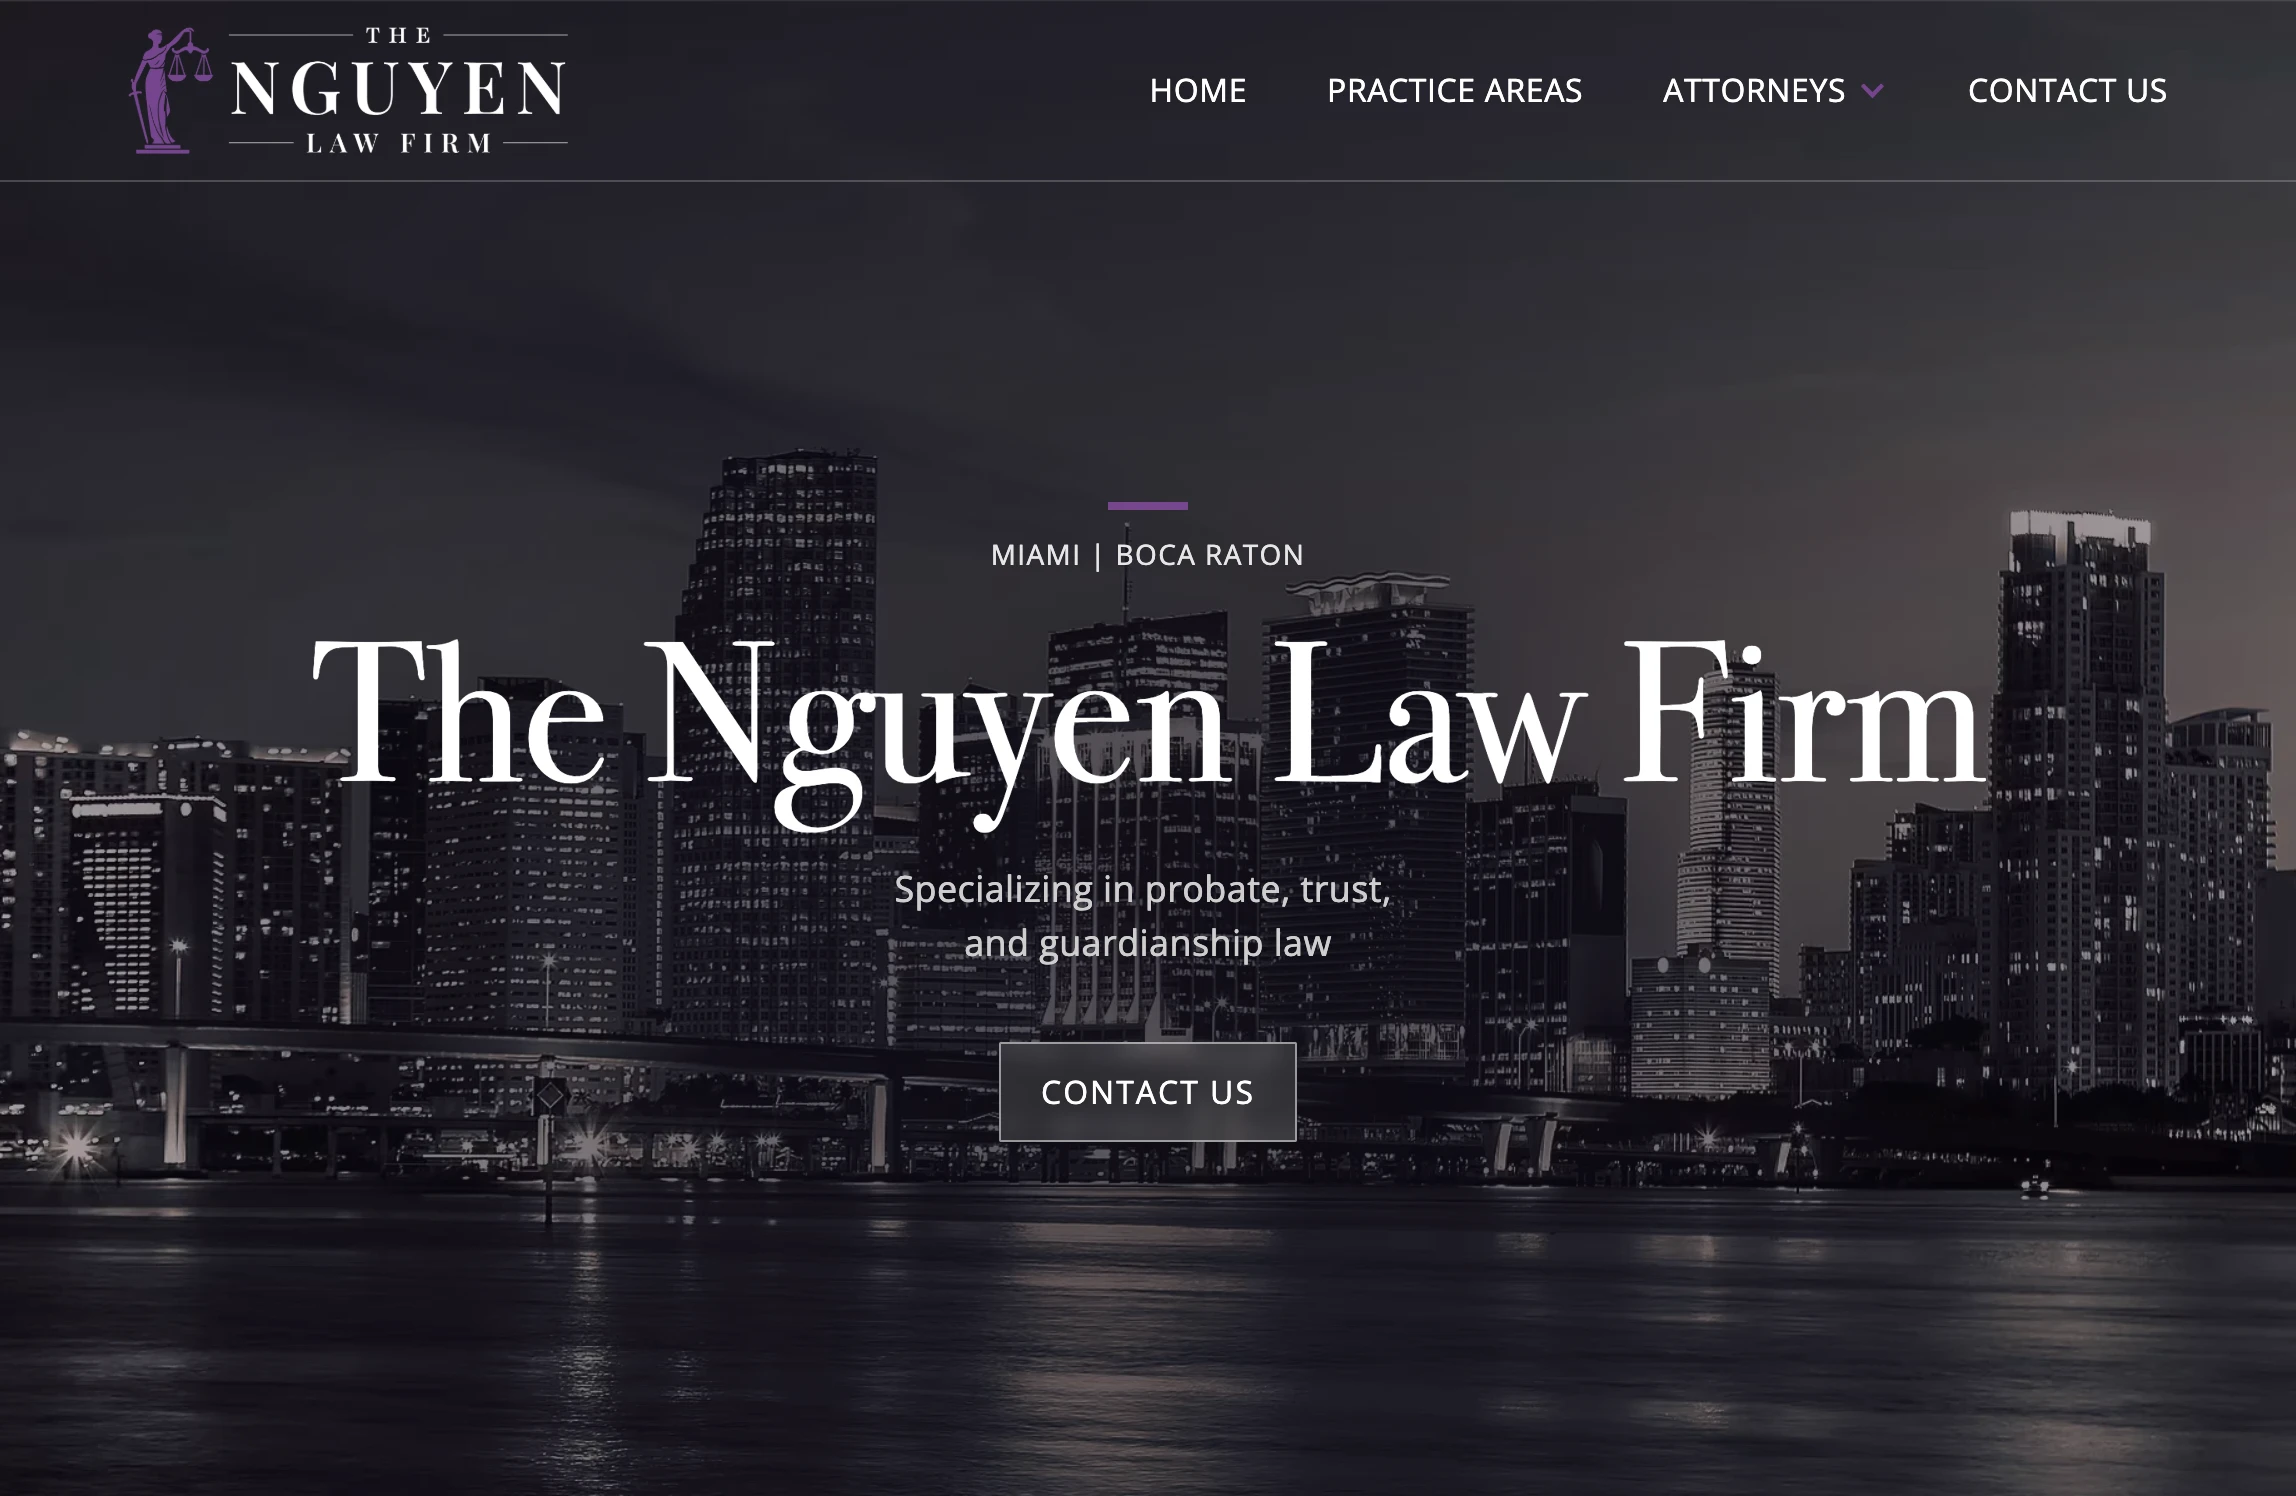 THE
NGUYEN
LAW FIRM
HOME
PRACTICE AREAS
ATTORNEYS
CONTACT US
MIAMI | BOCA RATON
The Nguyen Law Firm
Specializing in probate, trust,
and guardianship law
CONTACT US